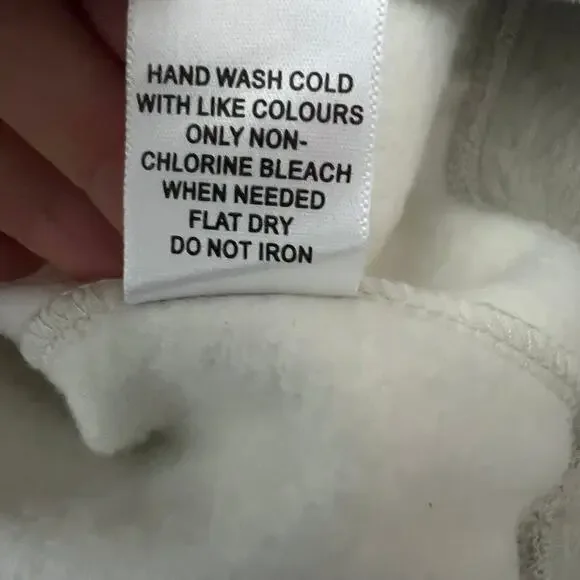 HAND WASH COLD
WITH LIKE COLOURS
ONLY NON-
CHLORINE BLEACH
WHEN NEEDED
FLAT DRY
DO NOT IRON